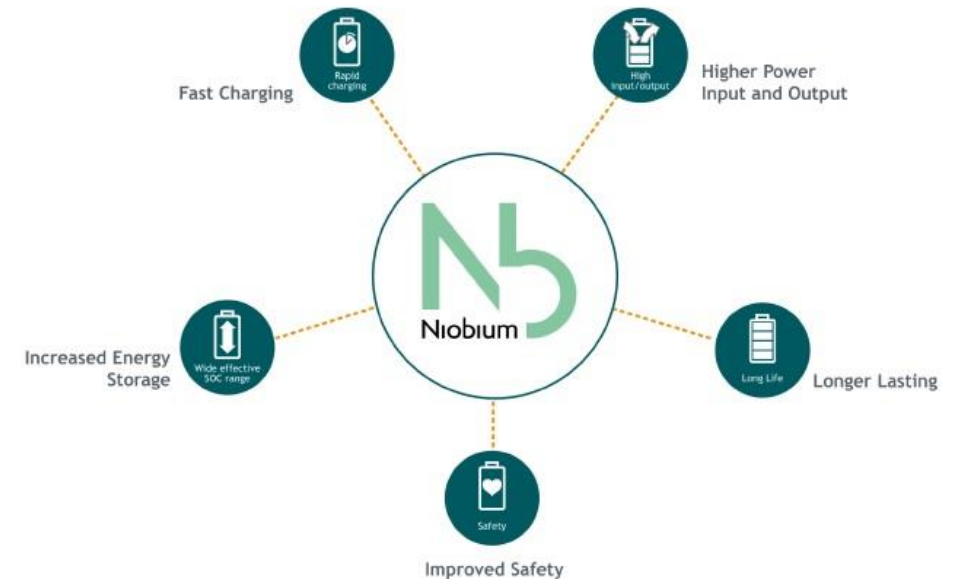 Rapid
charging
Fast Charging
High
input/output
Higher Power
Input and Output
Nb
Niobium
Wide effective
SOC range
Increased Energy
Storage
Long Life
Longer Lasting
Safety
Improved Safety